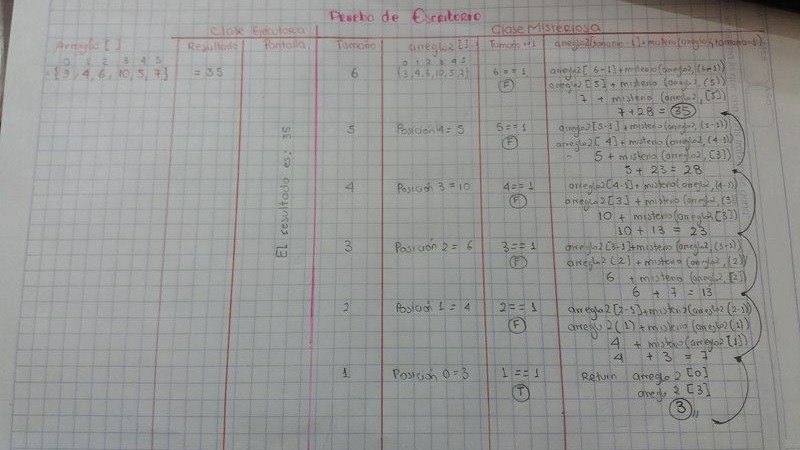 Prueba de Escritorio
Clase Ejecutora
Clase Misteriosa
Arreglo [ ] Resultado Pantalla Tamaño arreglo2 [ ] Tamaño ==1 arreglo2[tamaño-1]+misterio(arreglo2,tamaño-1)
0 1 2 3 4 5
= {3, 4, 6, 10, 5, 7} = 35
El resultado es: 35
0 1 2 3 4 5
6 {3,4,6,10,5,7} 6==1 arreglo2[6-1]+misterio(arreglo2,(6-1))
F arreglo2[5]+misterio(arreglo2,(5))
7 + misterio (arreglo2,[5])
7+28 = 35
5 Posición 4 = 5 5==1 arreglo2[5-1]+misterio(arreglo2,(5-1))
F arreglo2[4]+misterio(arreglo2,(4-1))
5 + misterio(arreglo2,[3])
5 + 23 = 28
4 Posición 3 = 10 4==1 arreglo2[4-1]+misterio(arreglo2,(4-1))
F arreglo2[3]+misterio(arreglo2,(3))
10 + misterio(arreglo2[3])
10 + 13 = 23
3 Posición 2 = 6 3==1 arreglo2[3-1]+misterio(arreglo2,(3-1))
F arreglo2(2)+misterio(arreglo2,(2))
6 + misterio(arreglo2,[2])
6 + 7 = 13
2 Posición 1 = 4 2==1 arreglo2[2-1]+misterio(arreglo2(2-1))
F arreglo2(1)+misterio(arreglo2(1))
4 + misterio(arreglo2[1])
4 + 3 = 7
1 Posición 0=3 1==1 Return arreglo2[0]
T arreglo2[3]
3